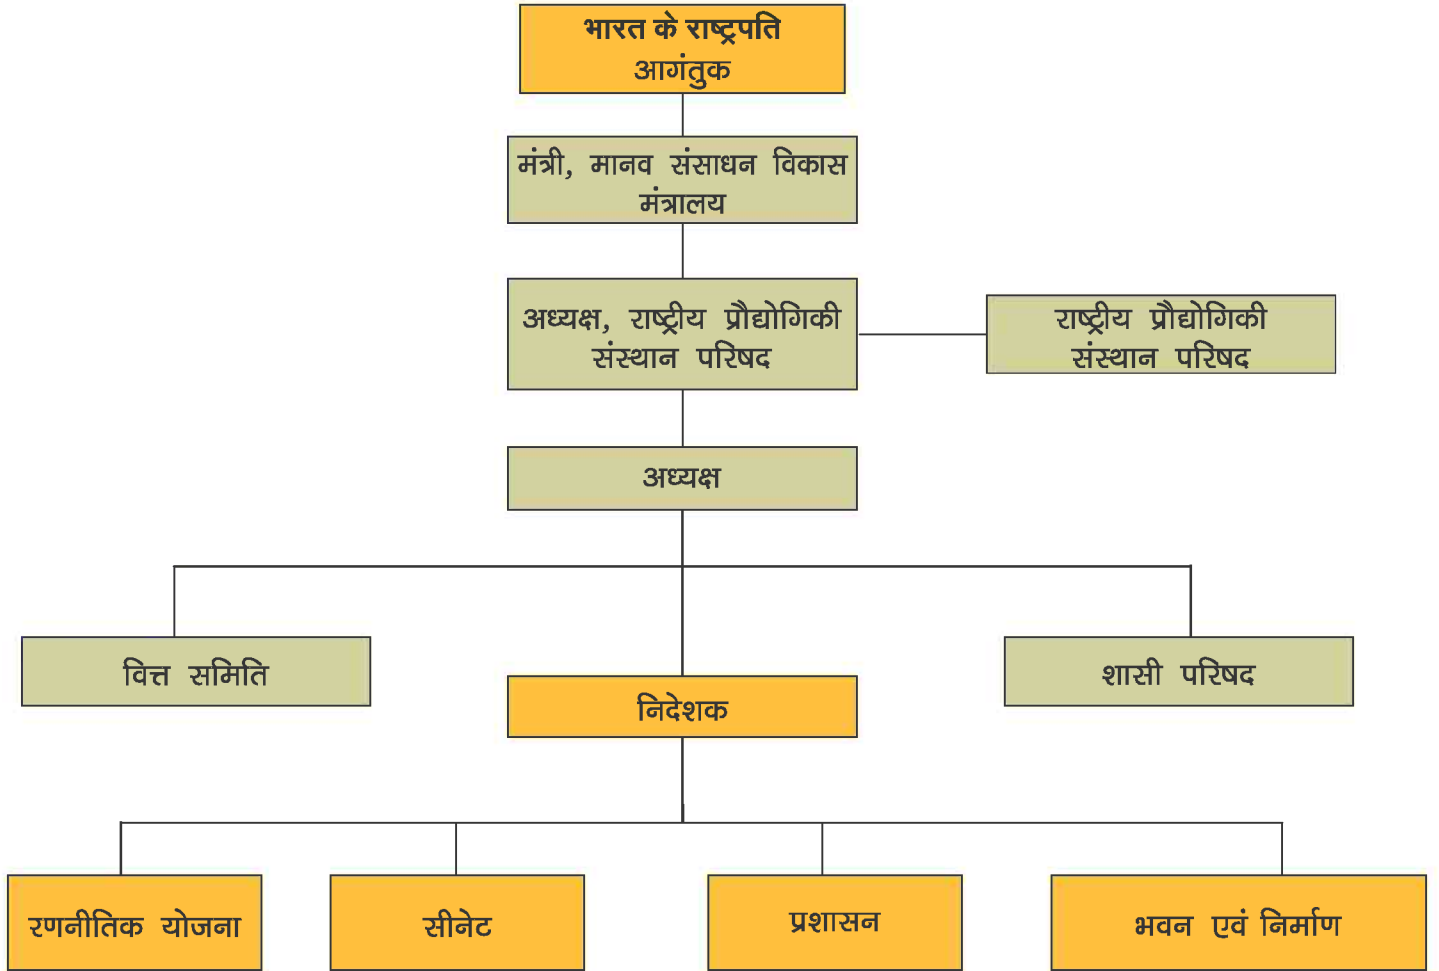 भारत के राष्ट्रपति
आगंतुक
मंत्री, मानव संसाधन विकास
मंत्रालय
अध्यक्ष, राष्ट्रीय प्रौद्योगिकी
संस्थान परिषद
राष्ट्रीय प्रौद्योगिकी
संस्थान परिषद
अध्यक्ष
वित्त समिति
शासी परिषद
निदेशक
रणनीतिक योजना
सीनेट
प्रशासन
भवन एवं निर्माण